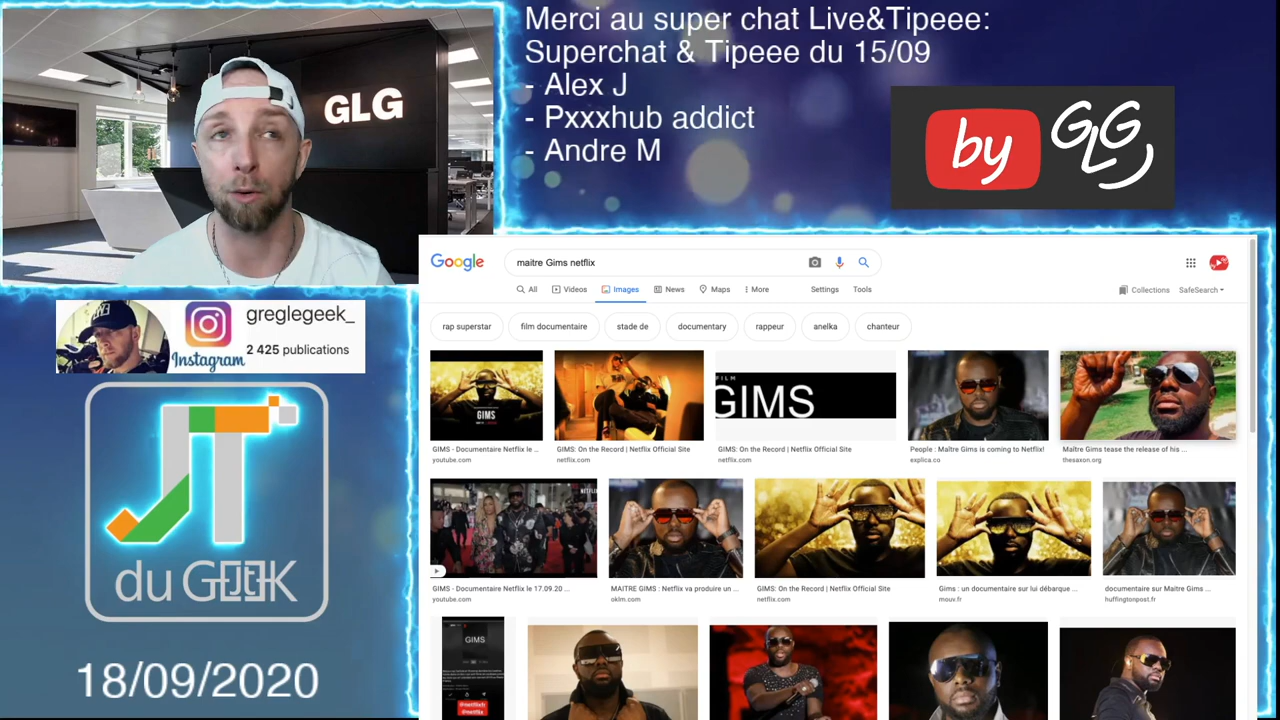 Merci au super chat Live&Tipeee:
Superchat & Tipeee du 15/09
- Alex J
- Pxxxhub addict
- Andre M
GLG
by GLG
greglegeek_
Instagram
2 425 publications
JT
du GEEK
18/09/2020
Google
maitre Gims netflix
All Videos Images News Maps More Settings Tools
Collections SafeSearch
rap superstar film documentaire stade de documentary rappeur anelka chanteur
GIMS
FILM
GIMS
GIMS - Documentaire Netflix le ... GIMS: On the Record | Netflix Official Site GIMS: On the Record | Netflix Official Site People : Maître Gims is coming to Netflix! Maître Gims tease the release of his ...
youtube.com netflix.com netflix.com explica.co thesaxon.org
NETFLIX
GIMS - Documentaire Netflix le 17.09.20 ... MAITRE GIMS : Netflix va produire un ... GIMS: On the Record | Netflix Official Site Gims : un documentaire sur lui débarque ... documentaire sur Maitre Gims ...
youtube.com oklm.com netflix.com mouv.fr huffingtonpost.fr
GIMS